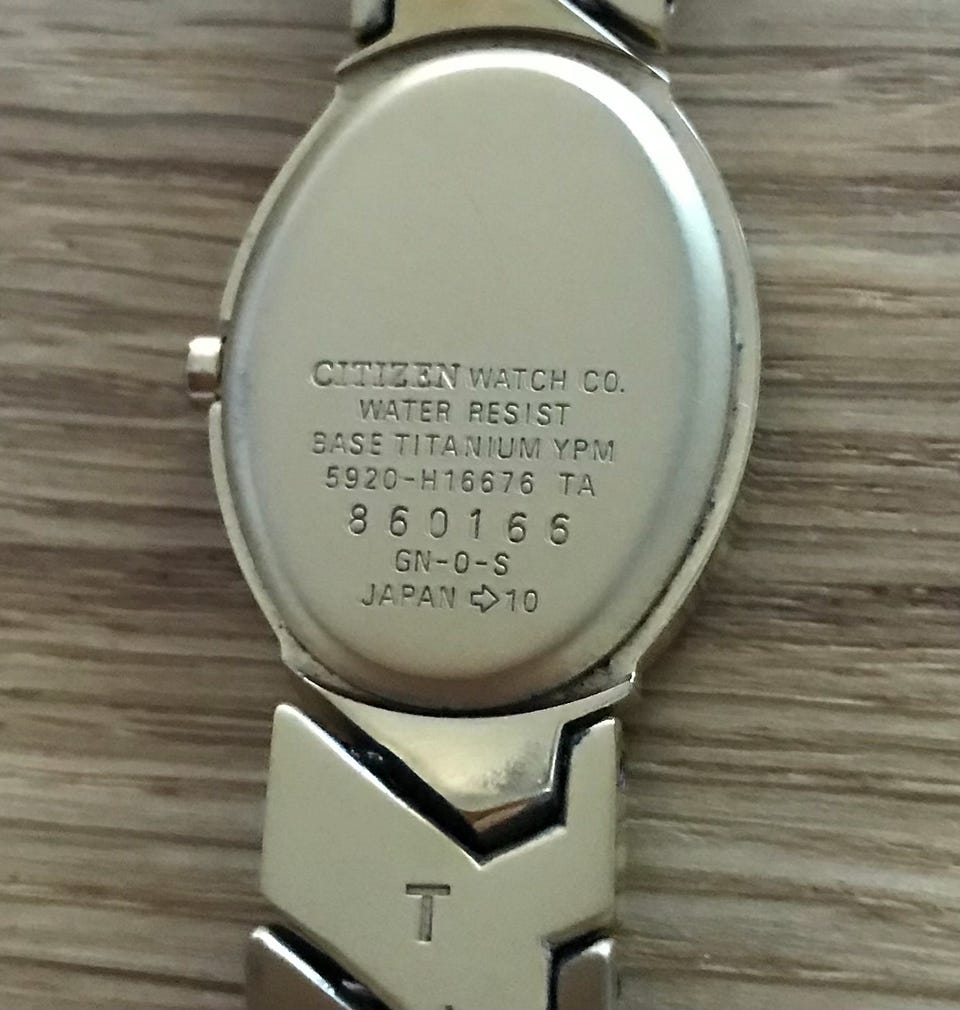 CITIZEN WATCH CO.
WATER RESIST
BASE TITANIUM YPM
5920-H16676 TA
860166
GN-0-S
JAPAN ⇨10
T